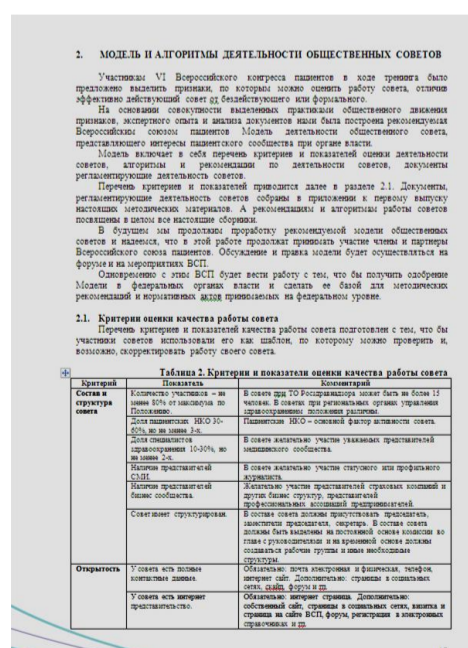 2. МОДЕЛЬ И АЛГОРИТМЫ ДЕЯТЕЛЬНОСТИ ОБЩЕСТВЕННЫХ СОВЕТОВ
Участникам VI Всероссийского конгресса пациентов в ходе тренинга было
предложено выделить признаки, по которым можно оценить работу совета, отличив
эффективно действующий совет от бездействующего или формального.
На основании совокупности выделенных практиками общественного движения
признаков, экспертного опыта и анализа документов нами была построена рекомендуемая
Всероссийским союзом пациентов Модель деятельности общественного совета,
представляющего интересы пациентского сообщества при органе власти.
Модель включает в себя перечень критериев и показателей оценки деятельности
советов, алгоритмы и рекомендации по деятельности советов, документы
регламентирующие деятельность советов.
Перечень критериев и показателей приводится далее в разделе 2.1. Документы,
регламентирующие деятельность советов собраны в приложении к первому выпуску
настоящих методических материалов. А рекомендациям и алгоритмам работы советов
посвящены в целом все настоящие сборники.
В будущем мы продолжим проработку рекомендуемой модели общественных
советов и надеемся, что в этой работе продолжат принимать участие члены и партнеры
Всероссийского союза пациентов. Обсуждение и правка модели будет осуществляться на
форуме и на мероприятиях ВСП.
Одновременно с этим ВСП будет вести работу с тем, что бы получить одобрение
Модели в федеральных органах власти и сделать ее базой для методических
рекомендаций и нормативных актов принимаемых на федеральном уровне.
2.1. Критерии оценки качества работы совета
Перечень критериев и показателей качества работы совета подготовлен с тем, что бы
участники советов использовали его как шаблон, по которому можно проверить и,
возможно, скорректировать работу своего совета.
Таблица 2. Критерии и показатели оценки качества работы совета
Критерий Показатель Комментарий
Состав и структура совета
Количество участников – не менее 80% от максимума по Положению.
В совете при ТО Росздравнадзора может быть не более 15
человек. В советах при региональных органах управления
здравоохранением положения различны.
Доля пациентских НКО 30-
60%, но не менее 3-х.
Пациентские НКО – основной фактор активности совета.
Доля специалистов
здравоохранения 10-30%, но
не менее 2-х.
В совете желательно участие уважаемых представителей
медицинского сообщества.
Наличие представителей
СМИ.
В совете желательно участие статусного или профильного
журналиста.
Наличие представителей
бизнес сообщества.
Желательно участие представителей страховых компаний и
других бизнес структур, представителей
профессиональных ассоциаций предпринимателей.
Совет имеет структурирован.
В составе совета должны присутствовать председатель,
заместители председателя, секретарь. В составе совета
должны быть выделены на постоянной основе комиссии во
главе с руководителями и на временной основе должны
создаваться рабочие группы и иные необходимые
структуры.
Открытость
У совета есть полные
контактные данные.
Обязательно: почта электронная и физическая, телефон,
интернет сайт. Дополнительно: страницы в социальных
сетях, скайп, форум и тп.
У совета есть интернет
представительство.
Обязательно: интернет страница. Дополнительно:
собственный сайт, страницы в социальных сетях, визитка и
страница на сайте ВСП, форум, регистрация в электронных
справочниках и тп.